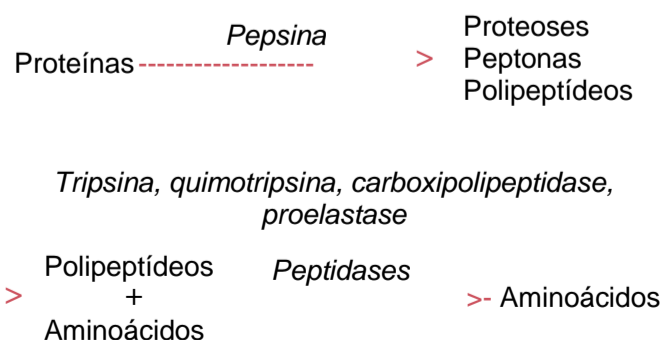 Pepsina
Proteínas ------------------- >
Proteoses
Peptonas
Polipeptídeos
Tripsina, quimotripsina, carboxipolipeptidase,
proelastase
>
Polipeptídeos
+
Aminoácidos
Peptidases
>- Aminoácidos